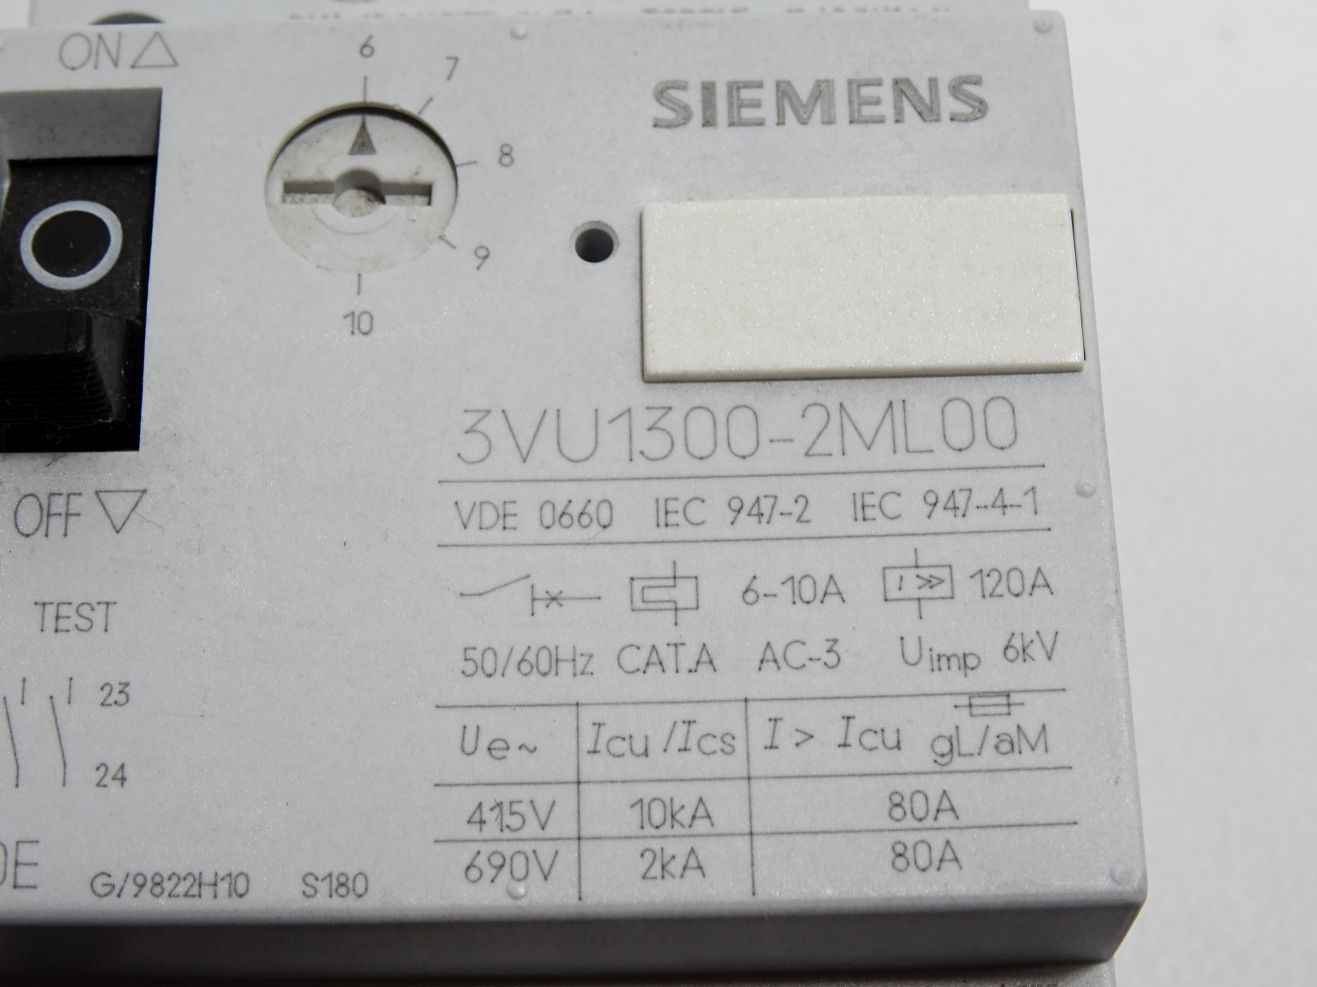 ON
6
7
8
9
10
SIEMENS
3VU1300-2ML00
OFF
VDE 0660 IEC 947-2 IEC 947-4-1
6-10A I >> 120A
TEST
50/60Hz CAT.A AC-3 Uimp 6kV
23
Ue~ Icu/Ics I> Icu gL/aM
24
415V 10kA 80A
690V 2kA 80A
G/9822H10 S180